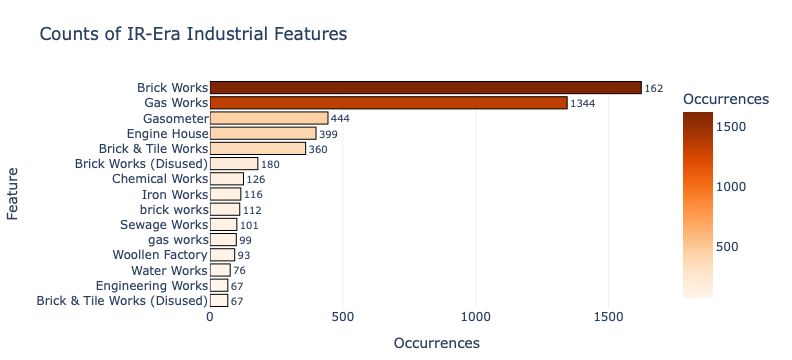 Counts of IR-Era Industrial Features
Brick Works 162
Gas Works 1344
Gasometer 444
Engine House 399
Brick & Tile Works 360
Brick Works (Disused) 180
Chemical Works 126
Iron Works 116
brick works 112
Sewage Works 101
gas works 99
Woollen Factory 93
Water Works 76
Engineering Works 67
Brick & Tile Works (Disused) 67
Feature
0 500 1000 1500
Occurrences
Occurrences
1500
1000
500